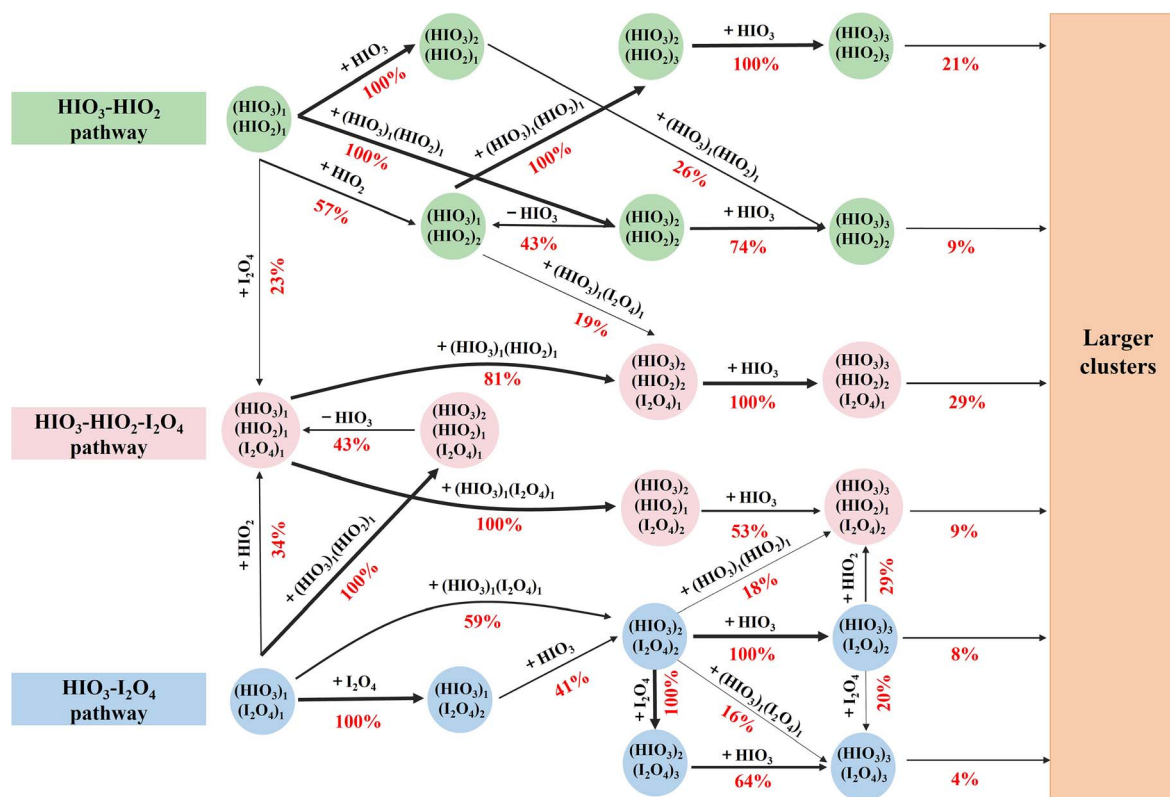 HIO₃-HIO₂
pathway
(HIO₃)₁
(HIO₂)₁
+ HIO₃
100%
(HIO₃)₂
(HIO₂)₁
+ (HIO₃)₁(HIO₂)₁
100%
+ HIO₂
57%
(HIO₃)₁
(HIO₂)₂
+ (HIO₃)₁(HIO₂)₁
100%
(HIO₃)₂
(HIO₂)₃
+ HIO₃
100%
(HIO₃)₃
(HIO₂)₃
21%
+ (HIO₃)₁(HIO₂)₁
26%
− HIO₃
43%
(HIO₃)₂
(HIO₂)₂
+ HIO₃
74%
(HIO₃)₃
(HIO₂)₂
9%
+ I₂O₄
23%
+ (HIO₃)₁(I₂O₄)₁
19%
HIO₃-HIO₂-I₂O₄
pathway
(HIO₃)₁
(HIO₂)₁
(I₂O₄)₁
+ (HIO₃)₁(HIO₂)₁
81%
(HIO₃)₂
(HIO₂)₂
(I₂O₄)₁
+ HIO₃
100%
(HIO₃)₃
(HIO₂)₂
(I₂O₄)₁
29%
− HIO₃
43%
(HIO₃)₂
(HIO₂)₁
(I₂O₄)₁
+ (HIO₃)₁(I₂O₄)₁
100%
(HIO₃)₂
(HIO₂)₁
(I₂O₄)₂
+ HIO₃
53%
(HIO₃)₃
(HIO₂)₁
(I₂O₄)₂
9%
+ HIO₂
34%
+ (HIO₃)₁(HIO₂)₁
100%
HIO₃-I₂O₄
pathway
(HIO₃)₁
(I₂O₄)₁
+ (HIO₃)₁(I₂O₄)₁
59%
+ I₂O₄
100%
(HIO₃)₁
(I₂O₄)₂
+ HIO₃
41%
(HIO₃)₂
(I₂O₄)₂
+ (HIO₃)₁(HIO₂)₁
18%
+ HIO₃
100%
(HIO₃)₃
(I₂O₄)₂
+ HIO₂
29%
8%
+ I₂O₄
100%
+ (HIO₃)₁(I₂O₄)₁
16%
+ I₂O₄
20%
(HIO₃)₂
(I₂O₄)₃
+ HIO₃
64%
(HIO₃)₃
(I₂O₄)₃
4%
Larger
clusters